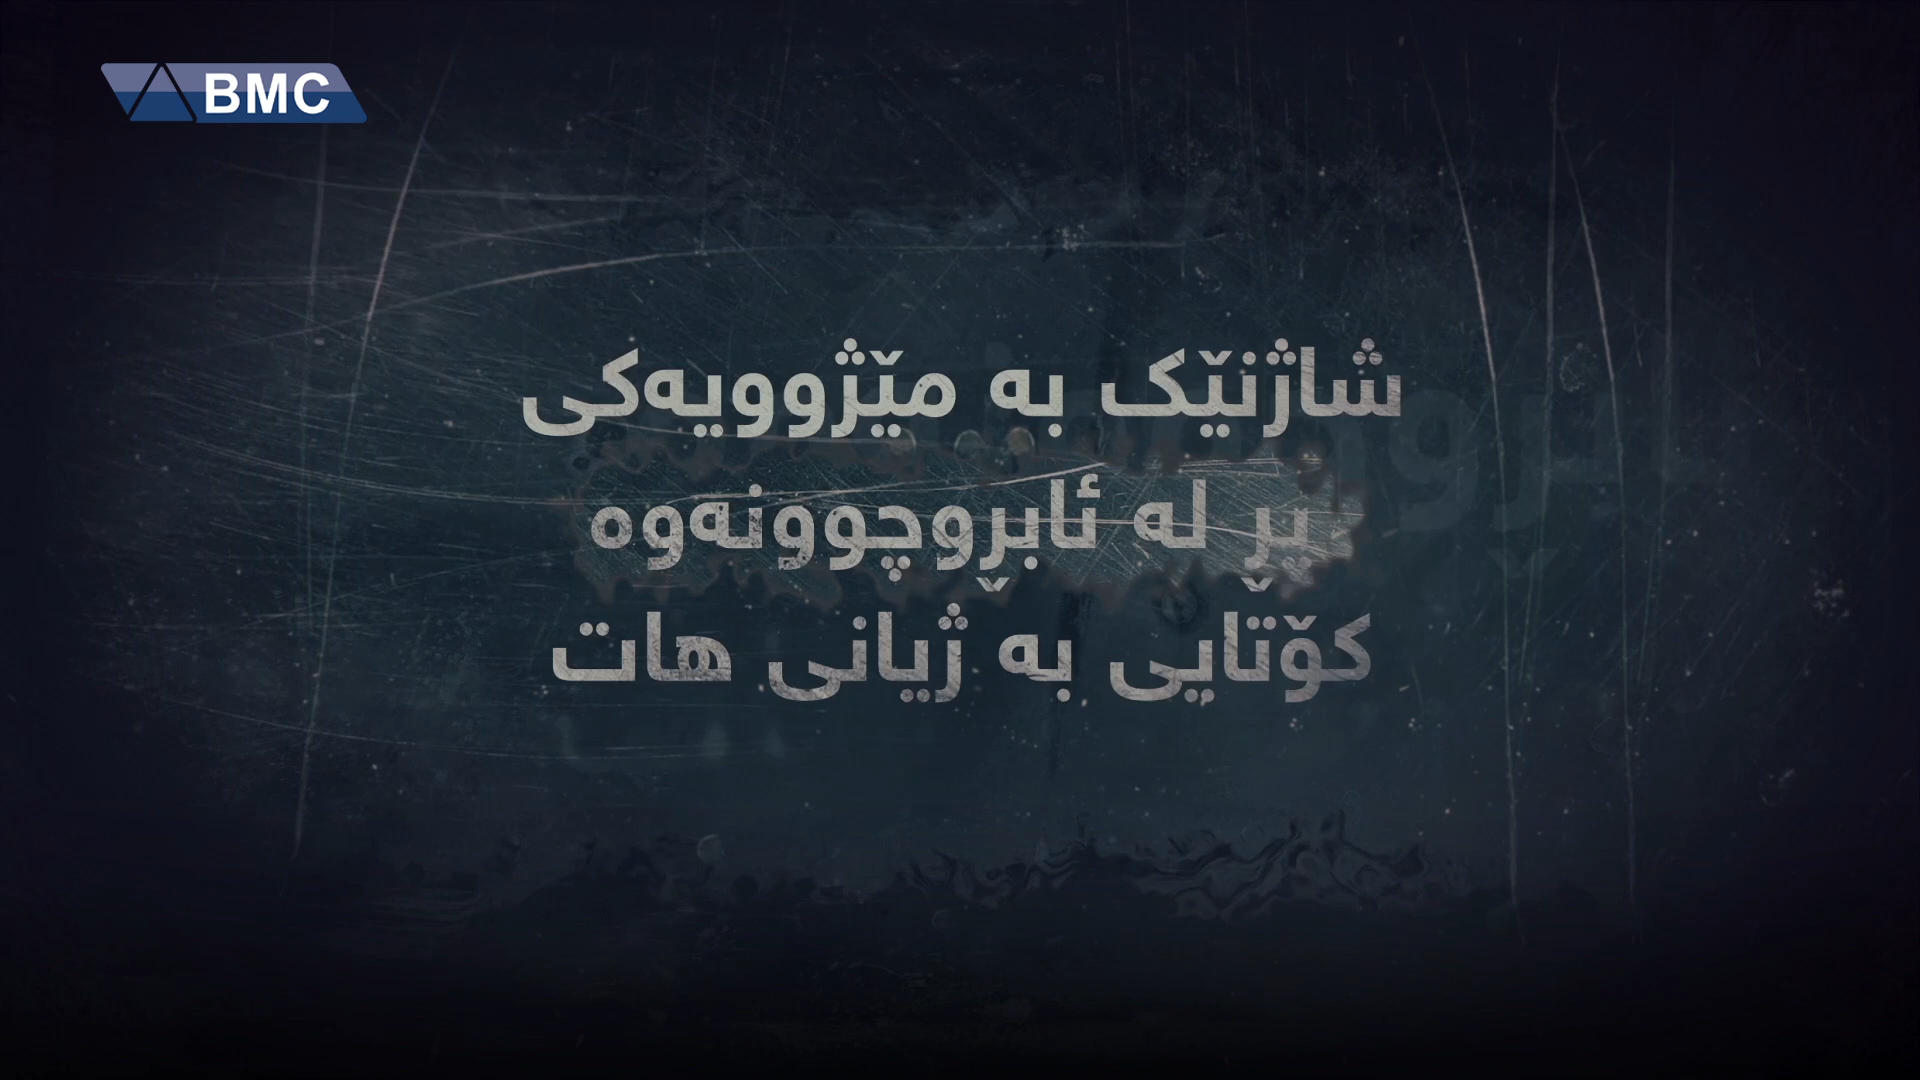 BMC
شاژنێک بە مێژوویەکی
پڕ لە ئابڕوچوونەوە
کۆتایی بە ژیانی هات